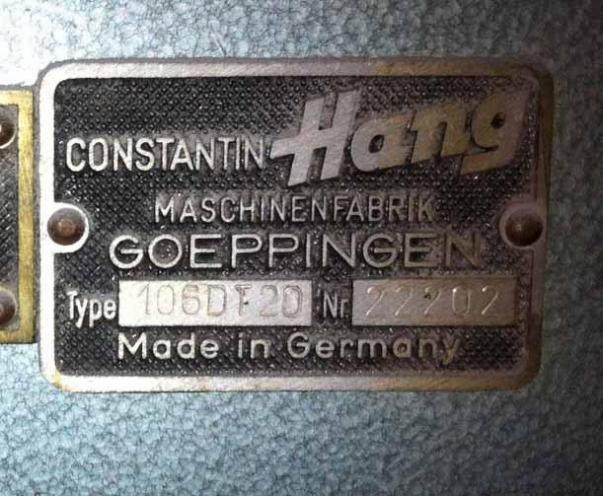 CONSTANTIN Hang
MASCHINENFABRIK
GOEPPINGEN
Type 106DT20 Nr 22202
Made in Germany